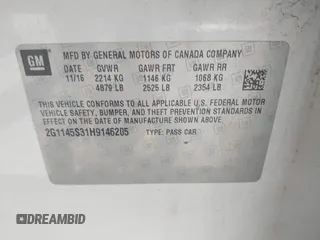 GM
MFD BY GENERAL MOTORS OF CANADA COMPANY
DATE GVWR GAWR FRT GAWR RR
11/16 2214 KG 1146 KG 1068 KG
4879 LB 2525 LB 2354 LB
THIS VEHICLE CONFORMS TO ALL APPLICABLE U.S. FEDERAL MOTOR
VEHICLE SAFETY, BUMPER, AND THEFT PREVENTION STANDARDS IN
EFFECT ON THE DATE OF MANUFACTURE SHOWN ABOVE.
2G1145S31H9146205 TYPE: PASS CAR
DREAMBID